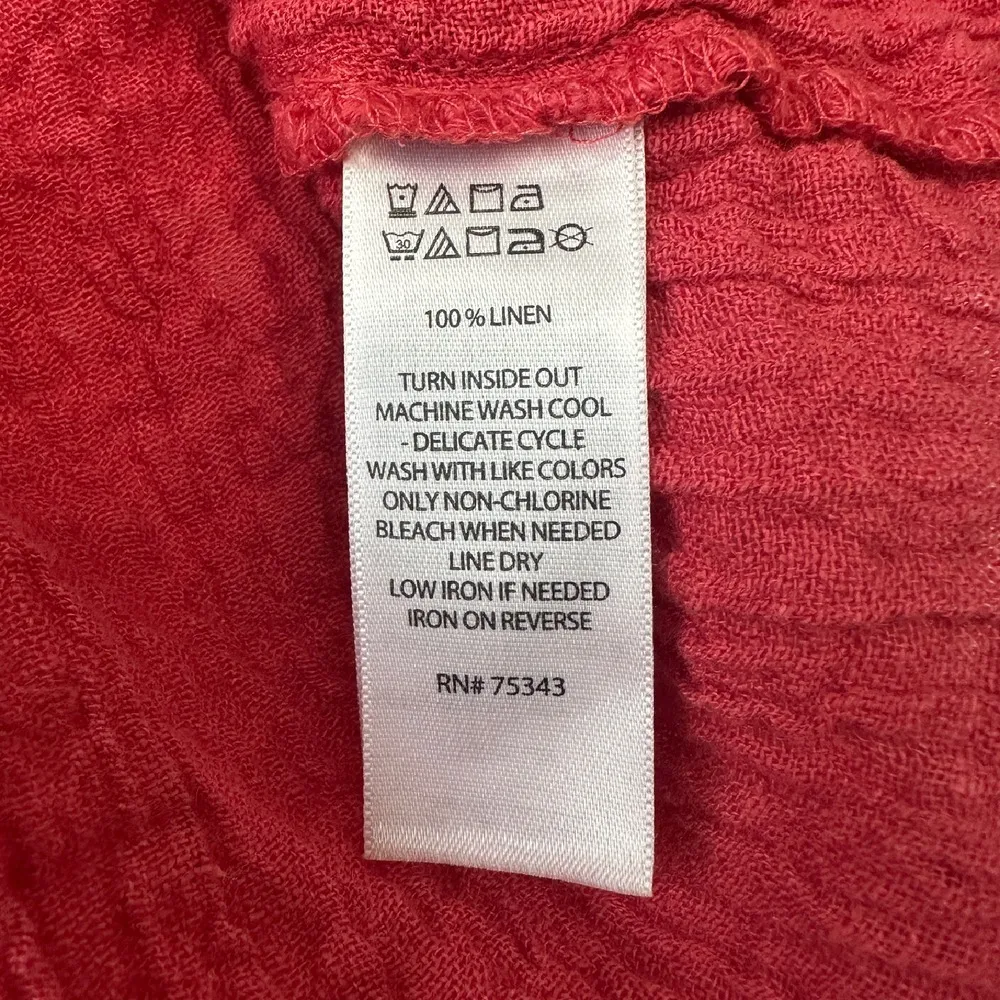 30
100% LINEN
TURN INSIDE OUT
MACHINE WASH COOL
- DELICATE CYCLE
WASH WITH LIKE COLORS
ONLY NON-CHLORINE
BLEACH WHEN NEEDED
LINE DRY
LOW IRON IF NEEDED
IRON ON REVERSE
RN# 75343